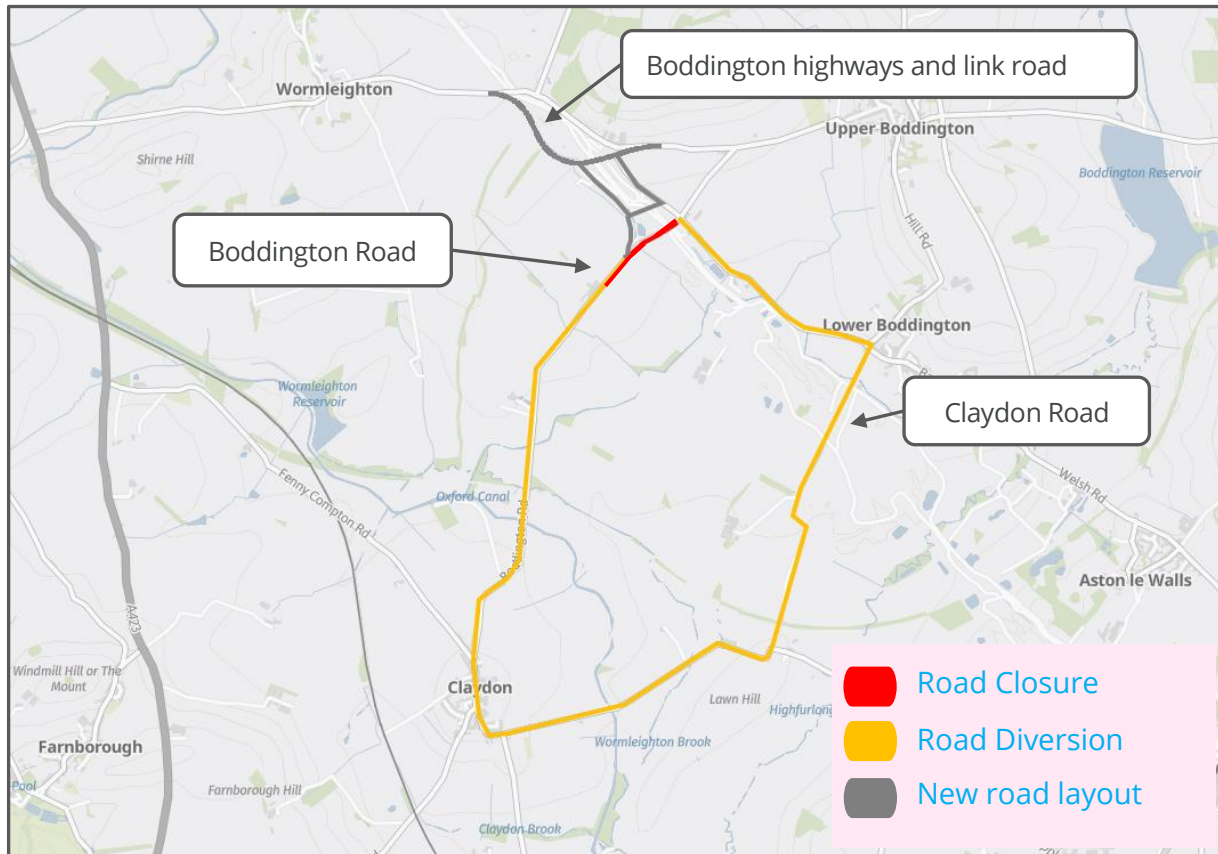 Boddington highways and link road
Wormleighton
Upper Boddington
Shirne Hill
Boddington Reservoir
Hill Rd
Boddington Road
Lower Boddington
Wormleighton
Reservoir
Claydon Road
Fenny Compton Rd
Oxford Canal
Boddington Rd
Welsh Rd
Aston le Walls
A423
Windmill Hill or The
Mount
Claydon
Lawn Hill
Highfurlong
Road Closure
Farnborough
Wormleighton Brook
Road Diversion
Pool
Farnborough Hill
New road layout
Claydon Brook